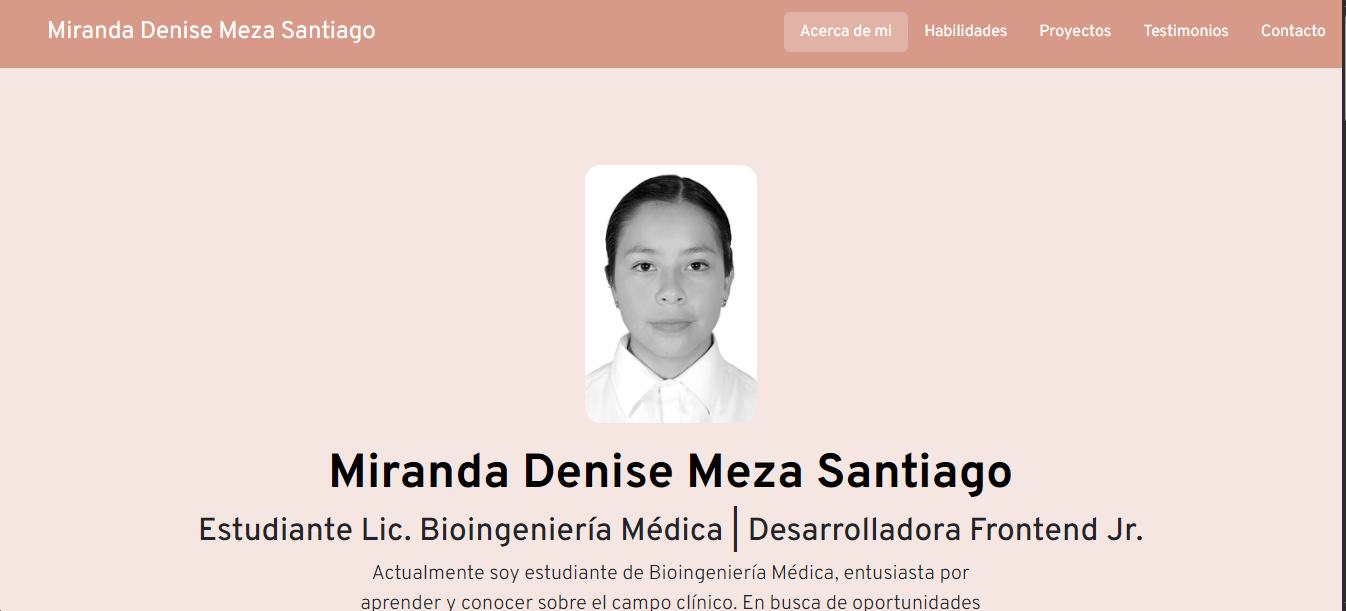 Miranda Denise Meza Santiago
Acerca de mi
Habilidades
Proyectos
Testimonios
Contacto
Miranda Denise Meza Santiago
Estudiante Lic. Bioingeniería Médica | Desarrolladora Frontend Jr.
Actualmente soy estudiante de Bioingeniería Médica, entusiasta por
aprender y conocer sobre el campo clínico. En busca de oportunidades